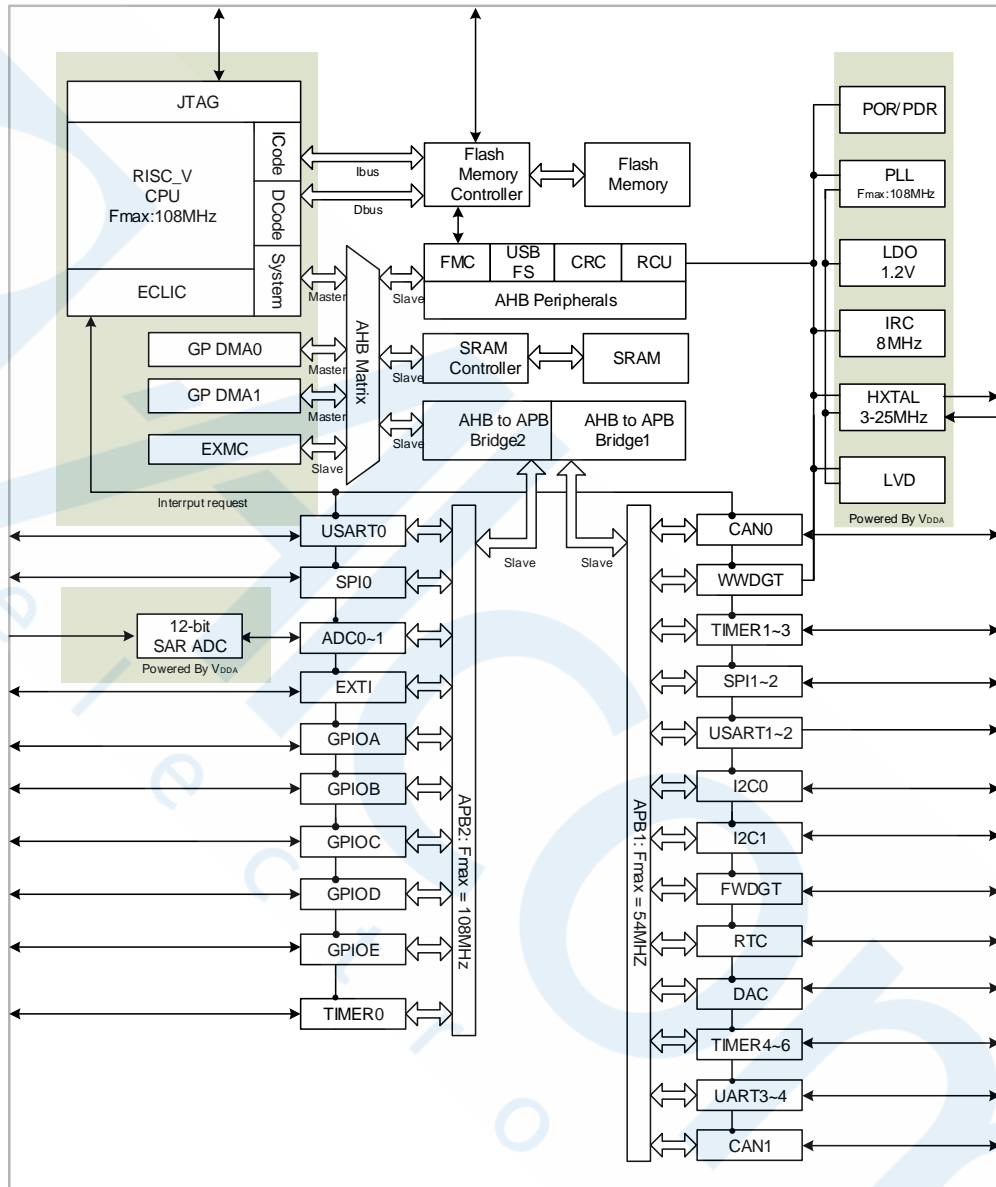 JTAG
RISC_V
CPU
Fmax:108MHz
ICode
DCode
System
ECLIC
Ibus
Dbus
Flash
Memory
Controller
Flash
Memory
FMC
USB
FS
CRC
RCU
AHB Peripherals
Master
Slave
AHB Matrix
GP DMA0
Master
GP DMA1
Master
EXMC
Slave
Slave
SRAM
Controller
SRAM
Slave
AHB to APB
Bridge2
AHB to APB
Bridge1
POR/PDR
PLL
Fmax:108MHz
LDO
1.2V
IRC
8MHz
HXTAL
3-25MHz
LVD
Powered By VDDA
Interrput request
USART0
SPI0
12-bit
SAR ADC
Powered By VDDA
ADC0~1
EXTI
GPIOA
GPIOB
GPIOC
GPIOD
GPIOE
TIMER0
APB2: Fmax = 108MHz
Slave
Slave
APB1: Fmax = 54MHZ
CAN0
WWDGT
TIMER1~3
SPI1~2
USART1~2
I2C0
I2C1
FWDGT
RTC
DAC
TIMER4~6
UART3~4
CAN1